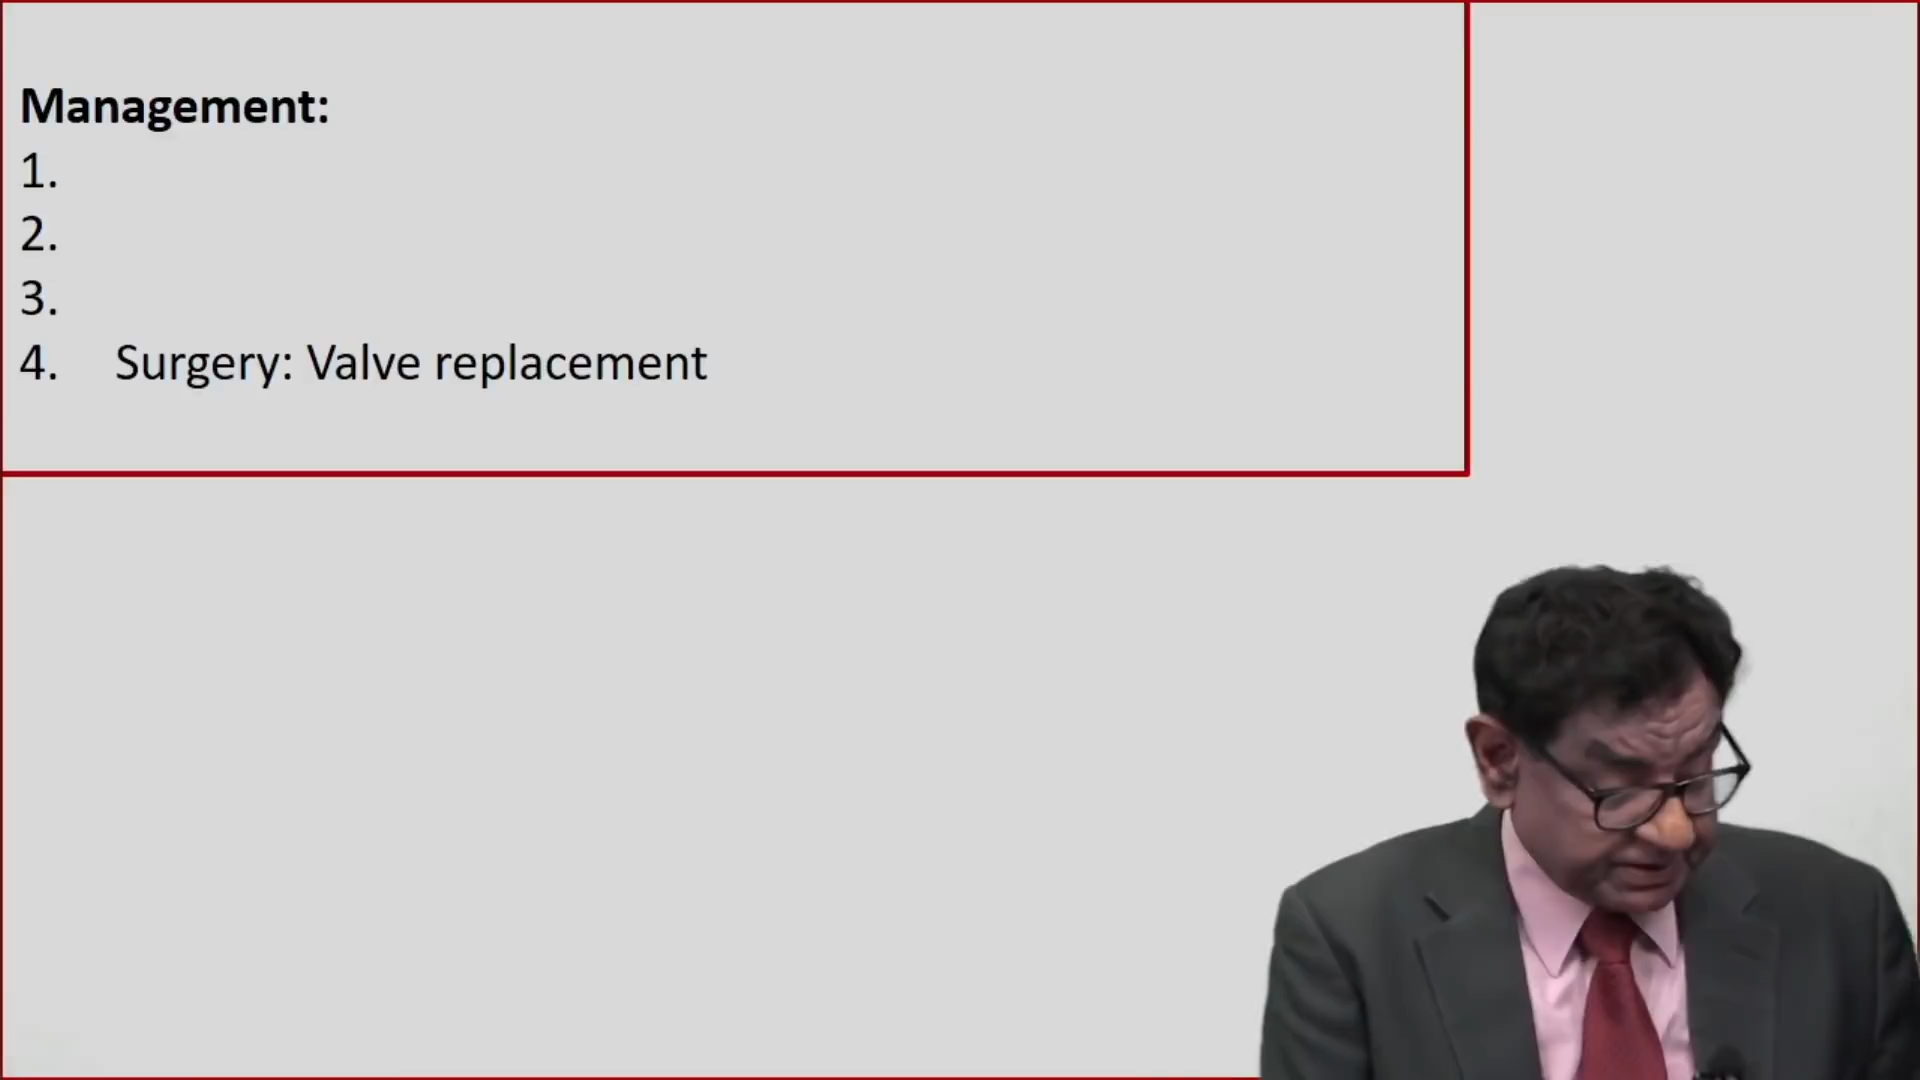 Management:
1.
2.
3.
4. Surgery: Valve replacement